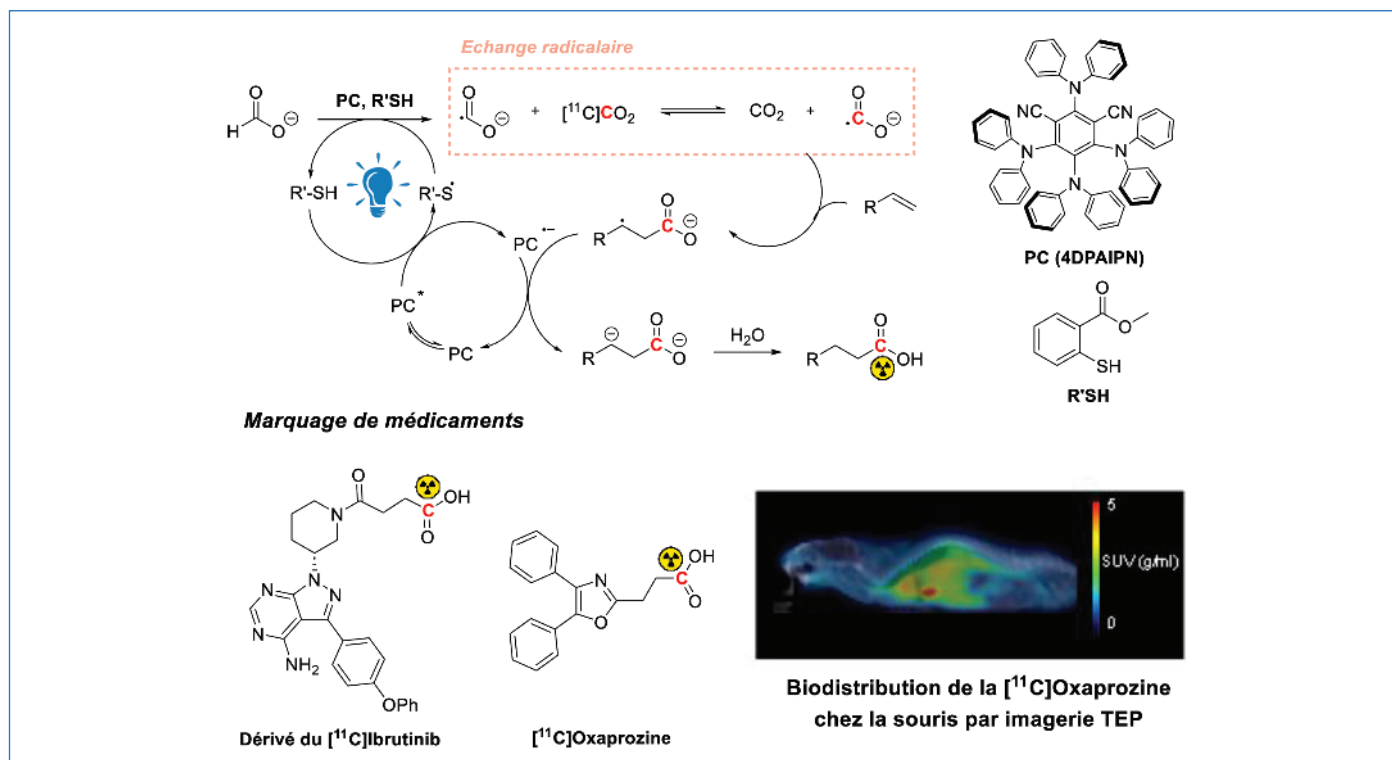 Echange radicalaire
PC, R'SH
H
O
O
⊖
O
O
⊖
+
[¹¹C]CO₂
CO₂
+
O
C
O
⊖
R'-SH
R'-S•
R
PC•−
R
O
C
O
⊖
PC*
PC
R
⊖
O
C
O
⊖
H₂O
R
O
C
OH
N
NC
CN
N
N
N
PC (4DPAIPN)
O
O
SH
R'SH
Marquage de médicaments
O
N
OH
C
O
N
N
N
N
N
NH₂
OPh
Dérivé du [¹¹C]Ibrutinib
N
O
OH
C
O
[¹¹C]Oxaprozine
5
SUV(g/ml)
0
Biodistribution de la [¹¹C]Oxaprozine
chez la souris par imagerie TEP